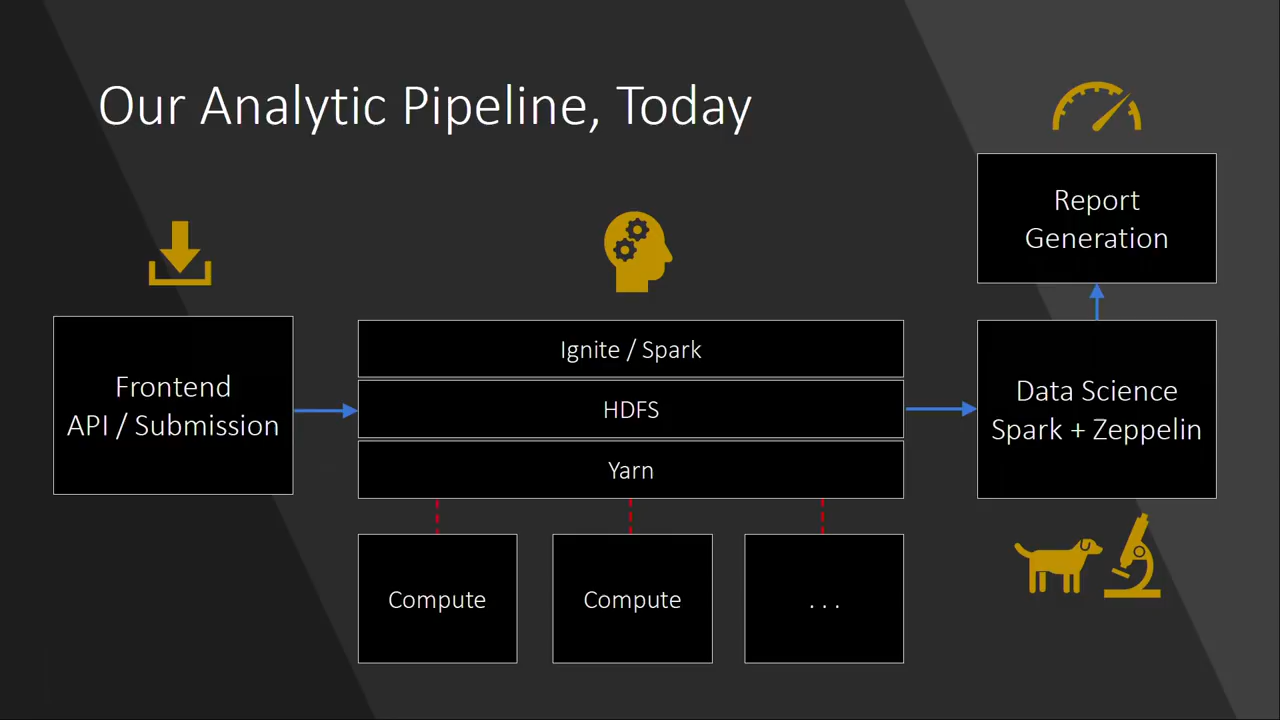 Our Analytic Pipeline, Today
Frontend
API / Submission
Ignite / Spark
HDFS
Yarn
Compute
Compute
. . .
Report
Generation
Data Science
Spark + Zeppelin